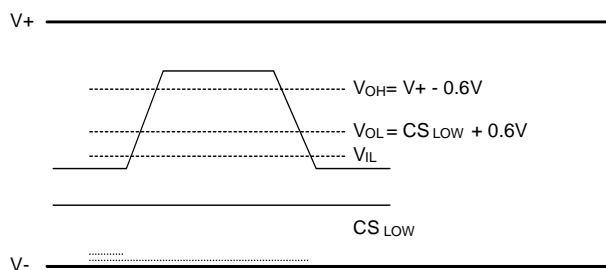 V+
VOH= V+ - 0.6V
VOL= CS LOW + 0.6V
VIL
CS LOW
V-